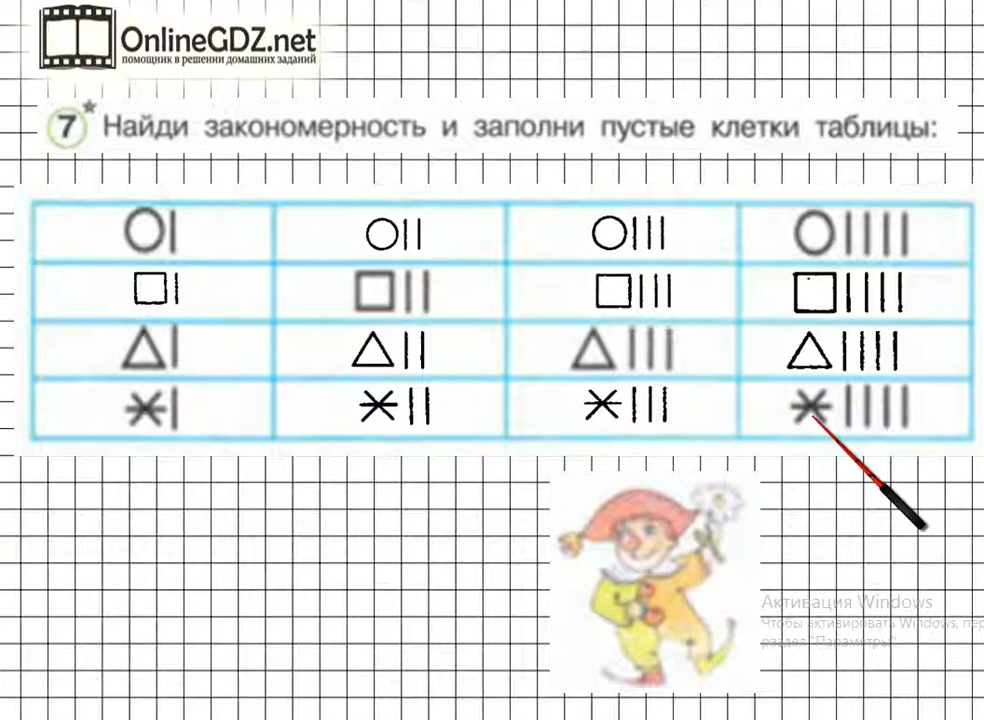 OnlineGDZ.net
помощник в решении домашних заданий
7* Найди закономерность и заполни пустые клетки таблицы:
Активация Windows
Чтобы активировать Windows, пер
раздел "Параметры".